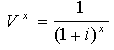 V^x = 1 / (1 + i)^x